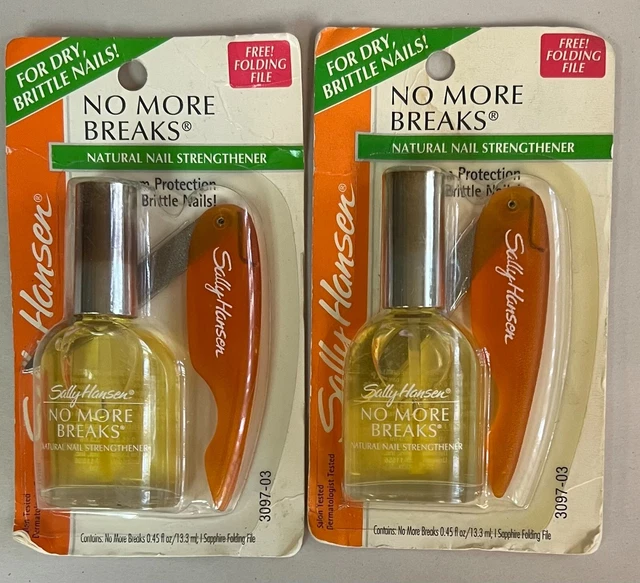 FOR DRY,
BRITTLE NAILS!
FREE!
FOLDING
FILE
NO MORE
BREAKS®
NATURAL NAIL STRENGTHENER
Protection
Brittle Nails!
Sally Hansen
Hansen®
Sally Hansen®
NO MORE
BREAKS®
NATURAL NAIL STRENGTHENER
Salon Tested
3097-03
Contains: No More Breaks 0.45 fl oz/13.3 ml; 1 Sapphire Folding File
FOR DRY,
BRITTLE NAILS!
FREE!
FOLDING
FILE
NO MORE
BREAKS®
NATURAL NAIL STRENGTHENER
Protection
Brittle Nails!
Sally Hansen
Sally Hansen®
Sally Hansen®
NO MORE
BREAKS®
NATURAL NAIL STRENGTHENER
Salon Tested
Dermatologist Tested
3097-03
Contains: No More Breaks 0.45 fl oz/13.3 ml; 1 Sapphire Folding File